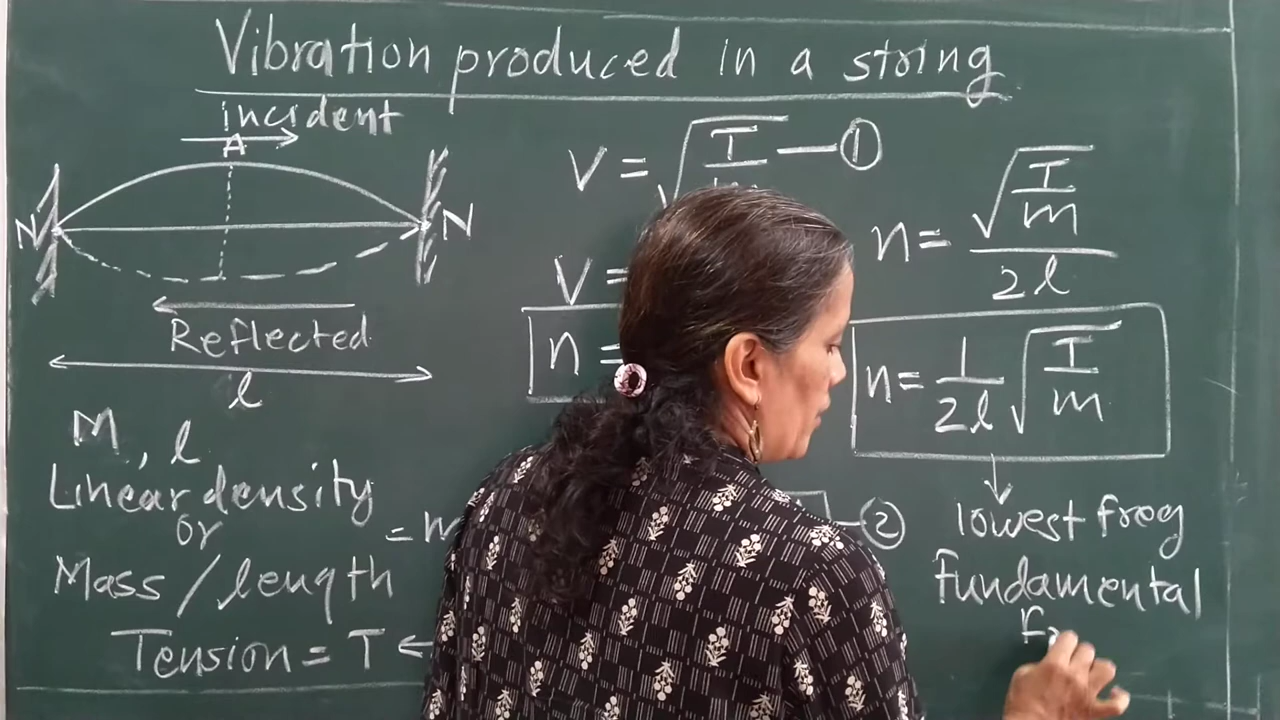 Vibration produced in a string
incident
A
N
N
Reflected
l
M, l
Linear density
or
= m
Mass / length
Tension = T ←
V = √T/m — ①
V =
n =
— ②
n = √T/m / 2l
n = 1/2l √T/m
lowest freq
fundamental
fr